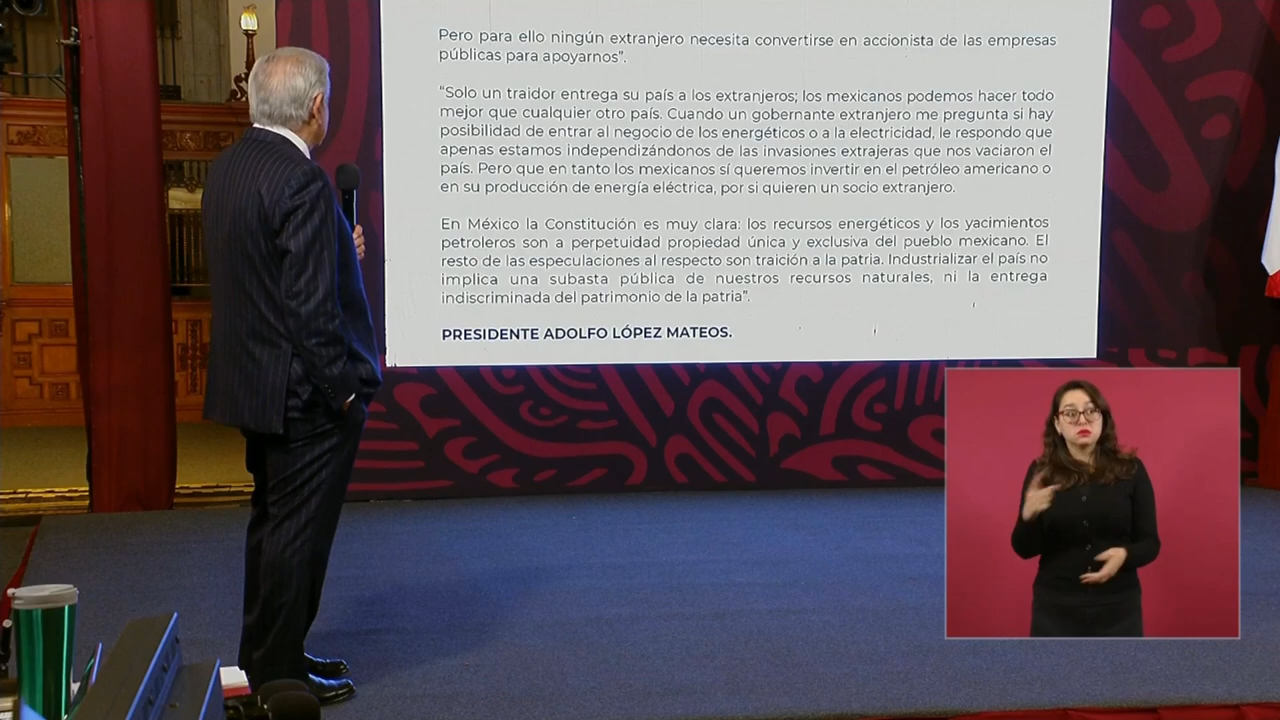 Pero para ello ningún extranjero necesita convertirse en accionista de las empresas
públicas para apoyarnos”.
“Solo un traidor entrega su país a los extranjeros; los mexicanos podemos hacer todo
mejor que cualquier otro país. Cuando un gobernante extranjero me pregunta si hay
posibilidad de entrar al negocio de los energéticos o a la electricidad, le respondo que
apenas estamos independizándonos de las invasiones extrajeras que nos vaciaron el
país. Pero que en tanto los mexicanos sí queremos invertir en el petróleo americano o
en su producción de energía eléctrica, por si quieren un socio extranjero.
En México la Constitución es muy clara: los recursos energéticos y los yacimientos
petroleros son a perpetuidad propiedad única y exclusiva del pueblo mexicano. El
resto de las especulaciones al respecto son traición a la patria. Industrializar el país no
implica una subasta pública de nuestros recursos naturales, ni la entrega
indiscriminada del patrimonio de la patria”.
PRESIDENTE ADOLFO LÓPEZ MATEOS.